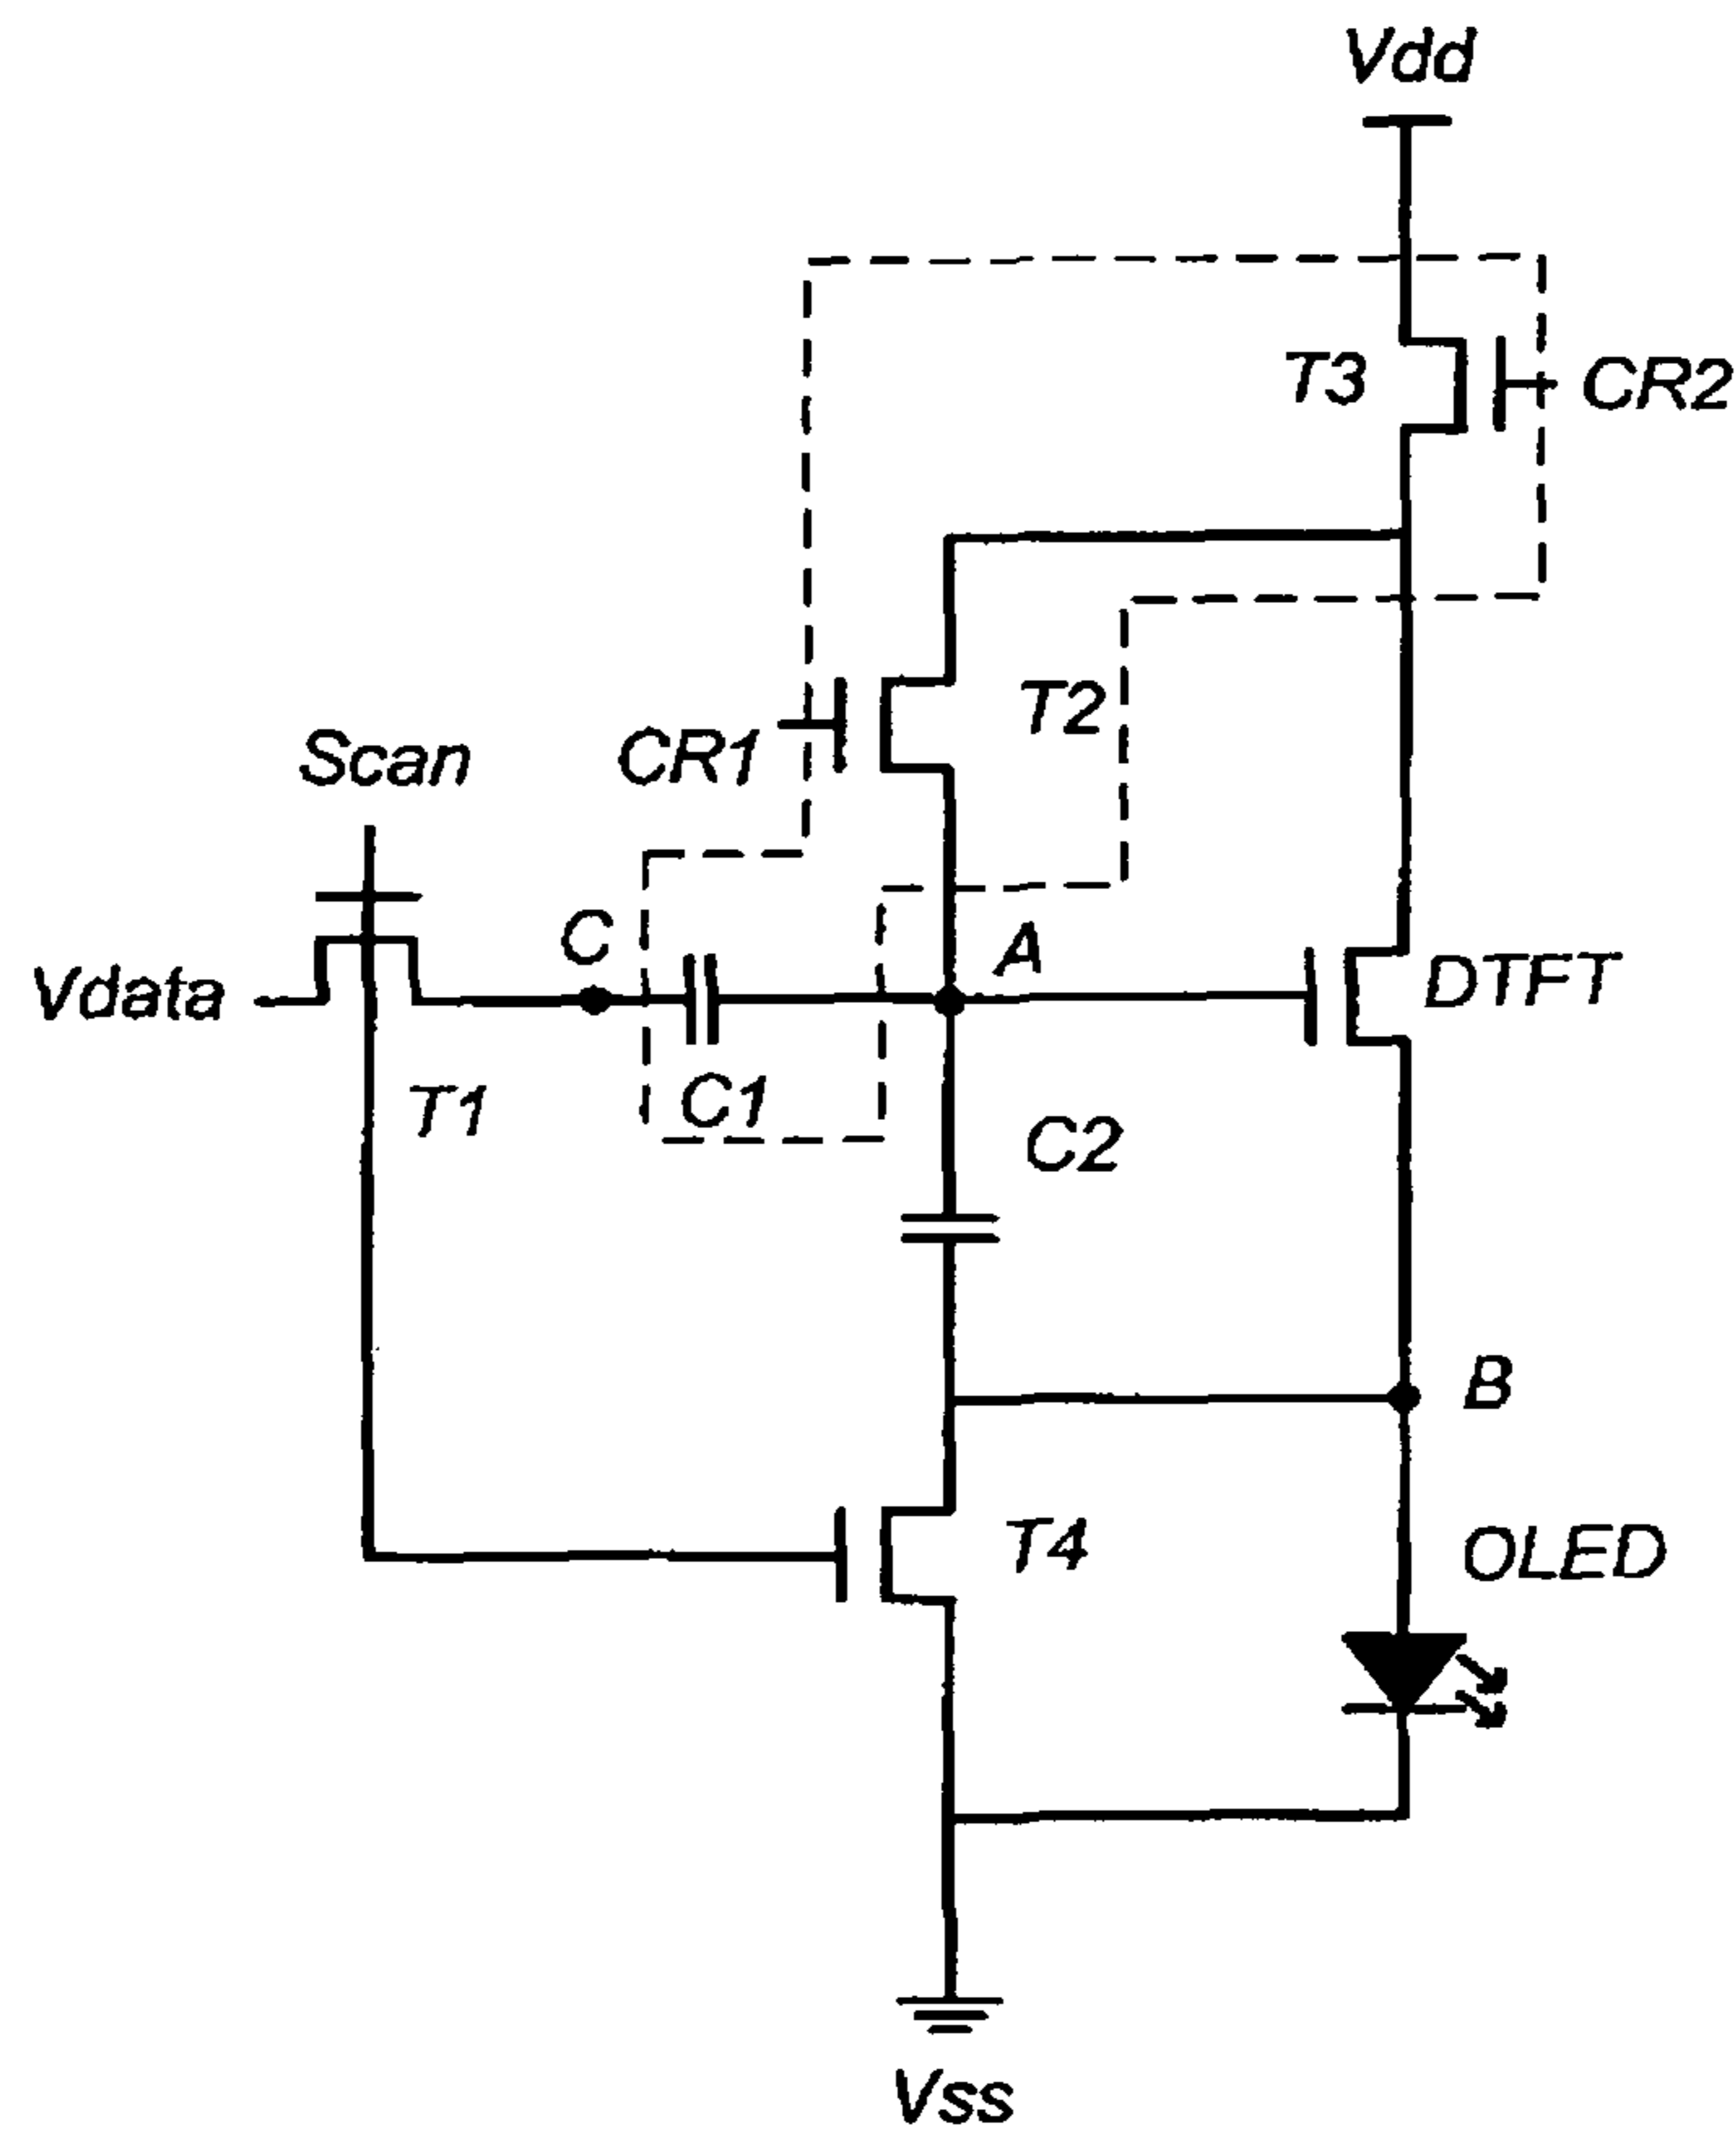 Vdd
T3
CR2
T2
CR1
Scan
C
A
Vdata
DTFT
C1
T1
C2
B
T4
OLED
Vss